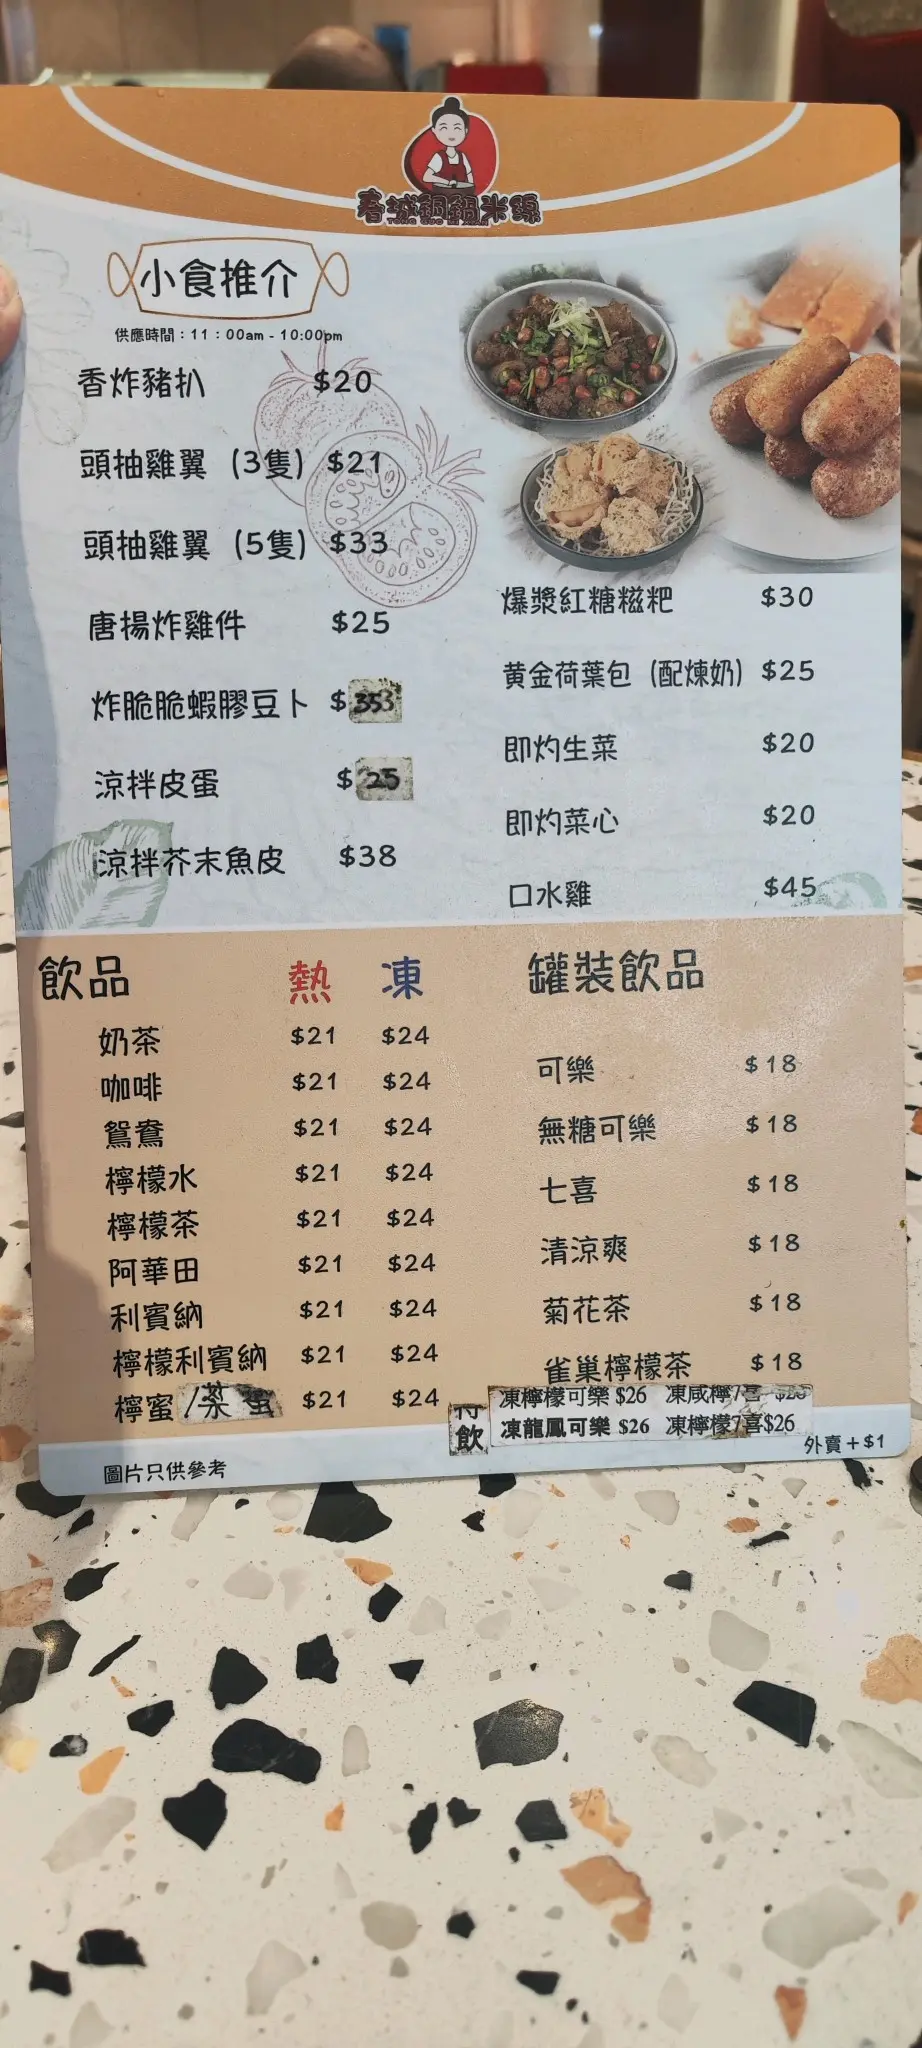 春城銅鍋米線
小食推介
供應時間：11：00am - 10:00pm
香炸豬扒 $20
頭抽雞翼 (3隻) $21
頭抽雞翼 (5隻) $33
唐揚炸雞件 $25
炸脆脆蝦膠豆卜 $
涼拌皮蛋 $25
涼拌芥末魚皮 $38
爆漿紅糖糍粑 $30
黃金荷葉包 (配煉奶) $25
即灼生菜 $20
即灼菜心 $20
口水雞 $45
飲品 熱 凍
奶茶 $21 $24
咖啡 $21 $24
鴛鴦 $21 $24
檸檬水 $21 $24
檸檬茶 $21 $24
阿華田 $21 $24
利賓納 $21 $24
檸檬利賓納 $21 $24
檸蜜/茶蜜 $21 $24
圖片只供參考
罐裝飲品
可樂 $18
無糖可樂 $18
七喜 $18
清涼爽 $18
菊花茶 $18
雀巢檸檬茶 $18
特飲
凍檸檬可樂 $26 凍咸檸7喜
凍龍鳳可樂 $26 凍檸檬7喜$26
外賣＋$1